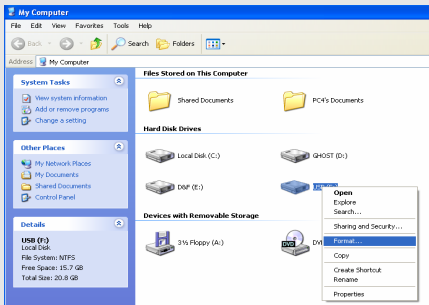 My Computer
File Edit View Favorites Tools Help
Back Search Folders
Address My Computer
System Tasks
View system information
Add or remove programs
Change a setting
Other Places
My Network Places
My Documents
Shared Documents
Control Panel
Details
USB (F:)
Local Disk
File System: NTFS
Free Space: 15.7 GB
Total Size: 20.8 GB
Files Stored on This Computer
Shared Documents PC4's Documents
Hard Disk Drives
Local Disk (C:) GHOST (D:)
D&P (E:)
Devices with Removable Storage
3½ Floppy (A:) DVD
Open
Explore
Search...
Sharing and Security...
Format...
Copy
Create Shortcut
Rename
Properties